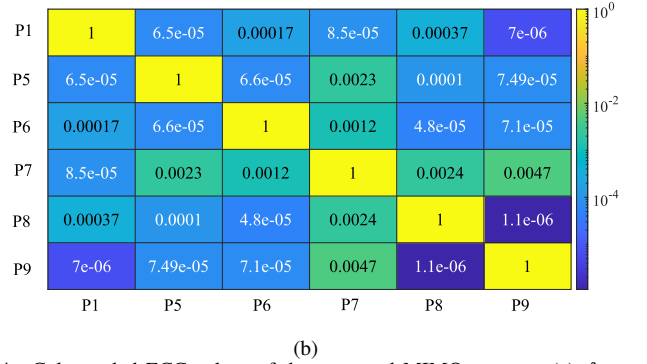 P1 1 6.5e-05 0.00017 8.5e-05 0.00037 7e-06
P5 6.5e-05 1 6.6e-05 0.0023 0.0001 7.49e-05
P6 0.00017 6.6e-05 1 0.0012 4.8e-05 7.1e-05
P7 8.5e-05 0.0023 0.0012 1 0.0024 0.0047
P8 0.00037 0.0001 4.8e-05 0.0024 1 1.1e-06
P9 7e-06 7.49e-05 7.1e-05 0.0047 1.1e-06 1
P1 P5 P6 P7 P8 P9
10⁰
10⁻²
10⁻⁴
(b)